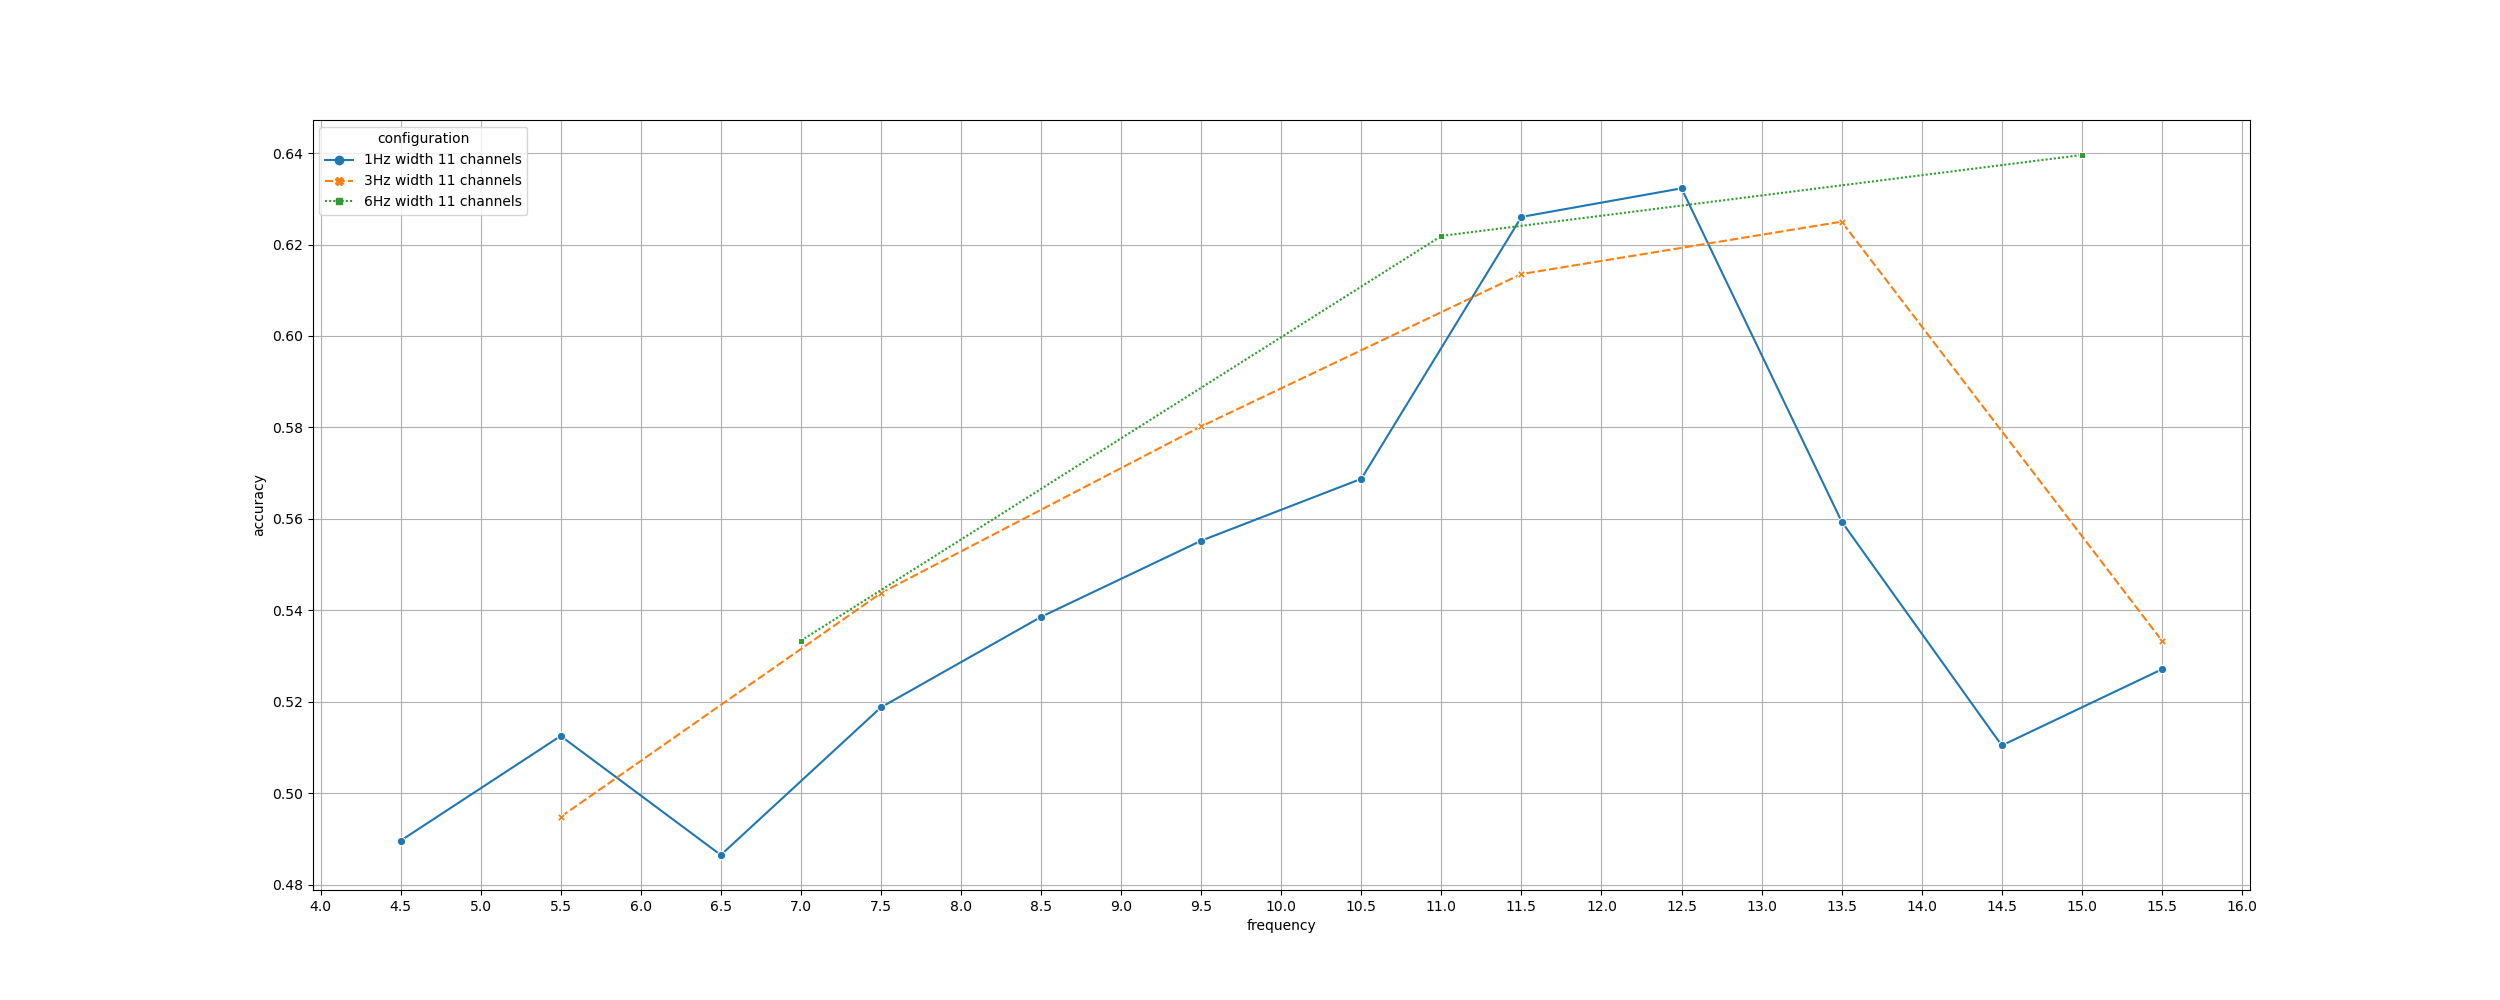 configuration
1Hz width 11 channels
3Hz width 11 channels
6Hz width 11 channels
0.64
0.62
0.60
0.58
0.56
0.54
0.52
0.50
0.48
accuracy
4.0 4.5 5.0 5.5 6.0 6.5 7.0 7.5 8.0 8.5 9.0 9.5 10.0 10.5 11.0 11.5 12.0 12.5 13.0 13.5 14.0 14.5 15.0 15.5 16.0
frequency